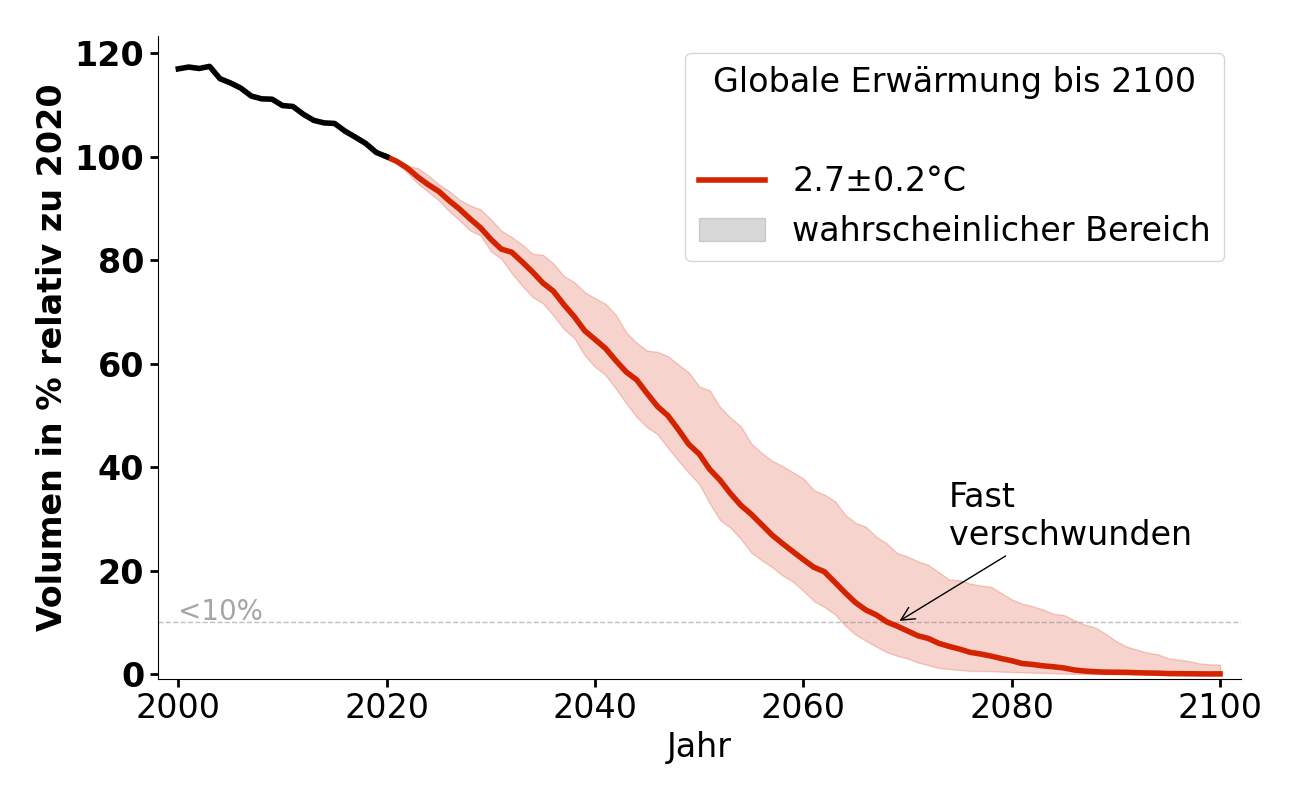 Volumen in % relativ zu 2020
120
100
80
60
40
20
0
Globale Erwärmung bis 2100
2.7±0.2°C
wahrscheinlicher Bereich
Fast
verschwunden
<10%
2000 2020 2040 2060 2080 2100
Jahr